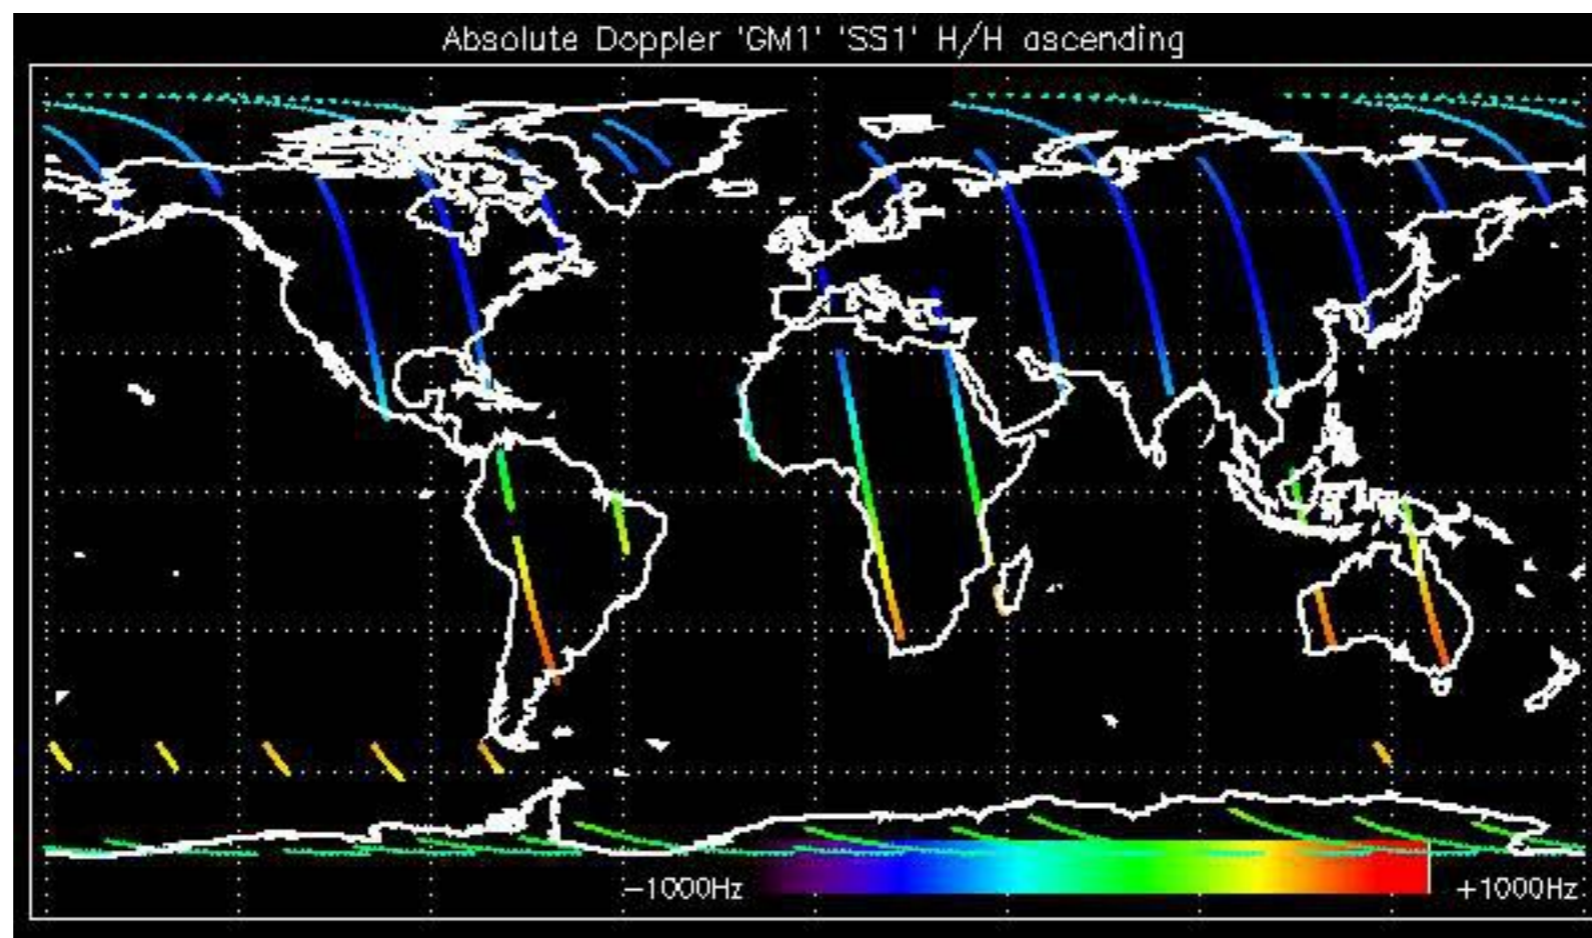 Absolute Doppler 'GM1' 'SS1' H/H ascending
−1000Hz +1000Hz